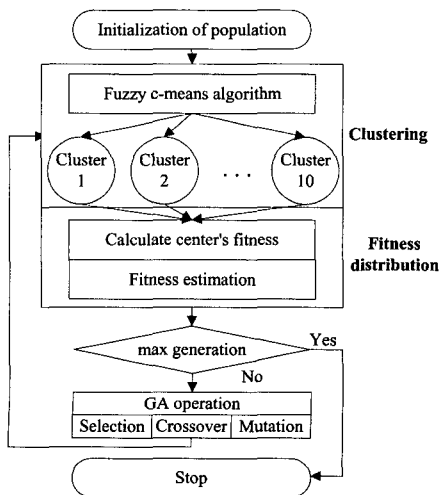 Initialization of population
Fuzzy c-means algorithm
Clustering
Cluster
1
Cluster
2
. . .
Cluster
10
Calculate center's fitness
Fitness estimation
Fitness
distribution
max generation
Yes
No
GA operation
Selection Crossover Mutation
Stop